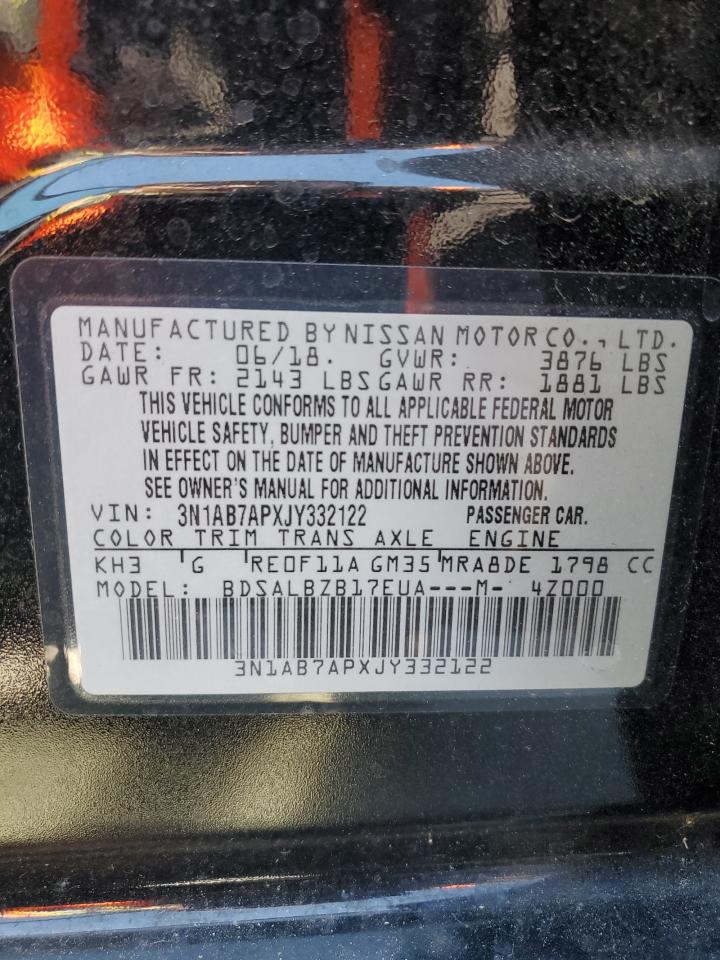 MANUFACTURED BY NISSAN MOTOR CO., LTD.
DATE: 06/18. GVWR: 3876 LBS
GAWR FR: 2143 LBS GAWR RR: 1881 LBS
THIS VEHICLE CONFORMS TO ALL APPLICABLE FEDERAL MOTOR
VEHICLE SAFETY, BUMPER AND THEFT PREVENTION STANDARDS
IN EFFECT ON THE DATE OF MANUFACTURE SHOWN ABOVE.
SEE OWNER'S MANUAL FOR ADDITIONAL INFORMATION.
VIN: 3N1AB7APXJY332122 PASSENGER CAR.
COLOR TRIM TRANS AXLE ENGINE
KH3 G RE0F11A GM35 MRA8DE 1798 CC
MODEL: BDSALBZB17EUA---M- 4Z000
3N1AB7APXJY332122